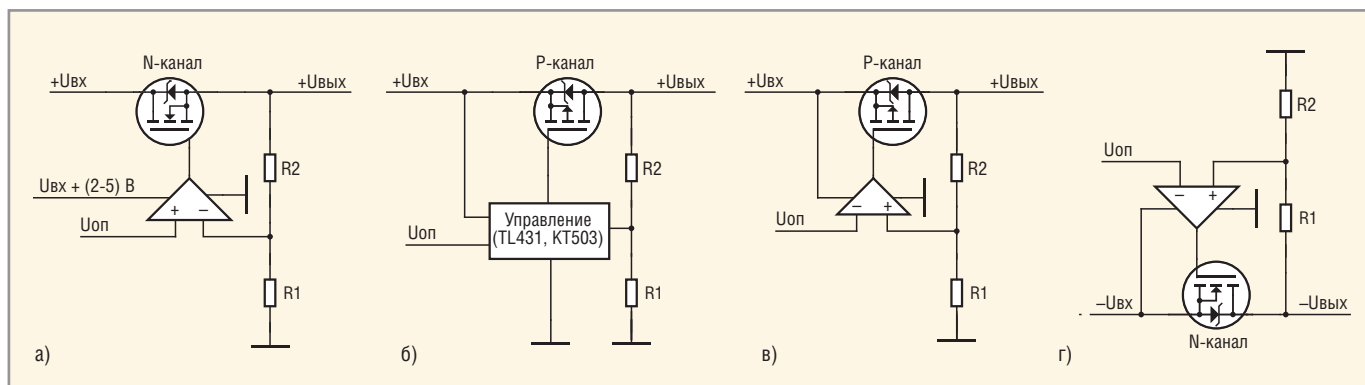 N-канал
+Uвх
+Uвых
R2
Uвх + (2-5) В
+ –
Uоп
R1
а)
P-канал
+Uвх
+Uвых
R2
Управление
(TL431, КТ503)
Uоп
R1
б)
P-канал
+Uвх
+Uвых
R2
– +
Uоп
R1
в)
R2
Uоп
– +
R1
–Uвх
–Uвых
N-канал
г)